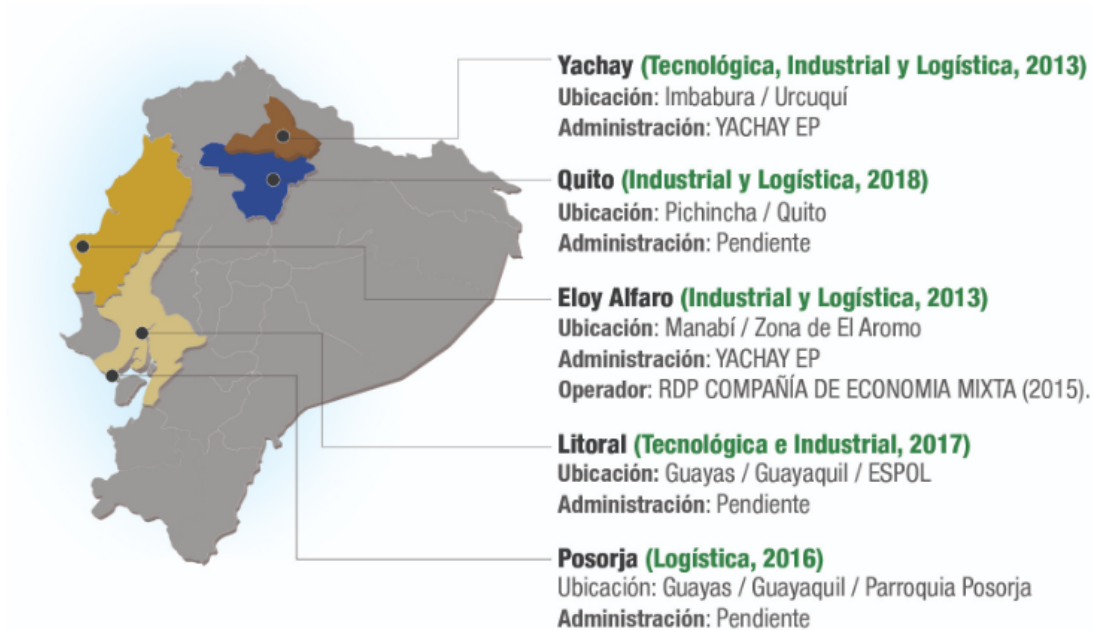 Yachay (Tecnológica, Industrial y Logística, 2013)
Ubicación: Imbabura / Urcuquí
Administración: YACHAY EP
Quito (Industrial y Logística, 2018)
Ubicación: Pichincha / Quito
Administración: Pendiente
Eloy Alfaro (Industrial y Logística, 2013)
Ubicación: Manabí / Zona de El Aromo
Administración: YACHAY EP
Operador: RDP COMPAÑÍA DE ECONOMIA MIXTA (2015).
Litoral (Tecnológica e Industrial, 2017)
Ubicación: Guayas / Guayaquil / ESPOL
Administración: Pendiente
Posorja (Logística, 2016)
Ubicación: Guayas / Guayaquil / Parroquia Posorja
Administración: Pendiente